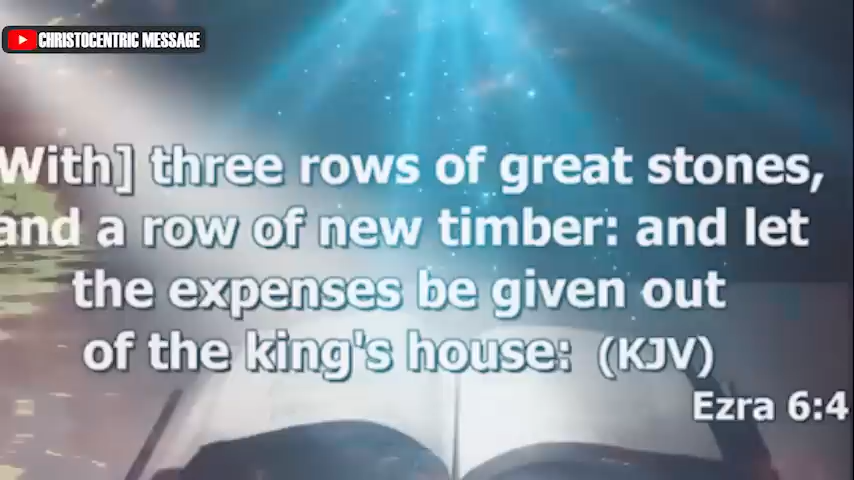 CHRISTOCENTRIC MESSAGE
With] three rows of great stones,
and a row of new timber: and let
the expenses be given out
of the king's house: (KJV)
Ezra 6:4